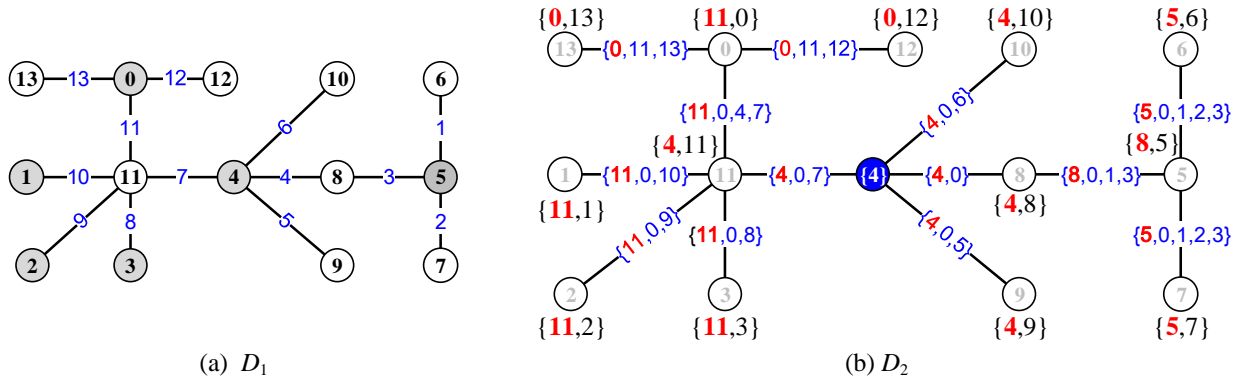 {0,13} {11,0} {0,12} {4,10} {5,6}
13 {0,11,13} 0 {0,11,12} 12 10 6
13 13 0 12 12 10 6
11 6 1
{11,0,4,7} {4,0,6} {5,0,1,2,3}
{4,11} {8,5}
1 10 11 7 4 4 8 3 5
1 {11,0,10} 11 {4,0,7} {4} {4,0} 8 {8,0,1,3} 5
{11,1} {4,8}
9 8 5 2
{11,0,9} {11,0,8} {4,0,5} {5,0,1,2,3}
2 3 9 7
2 3 9 7
{11,2} {11,3} {4,9} {5,7}
(a) D1
(b) D2